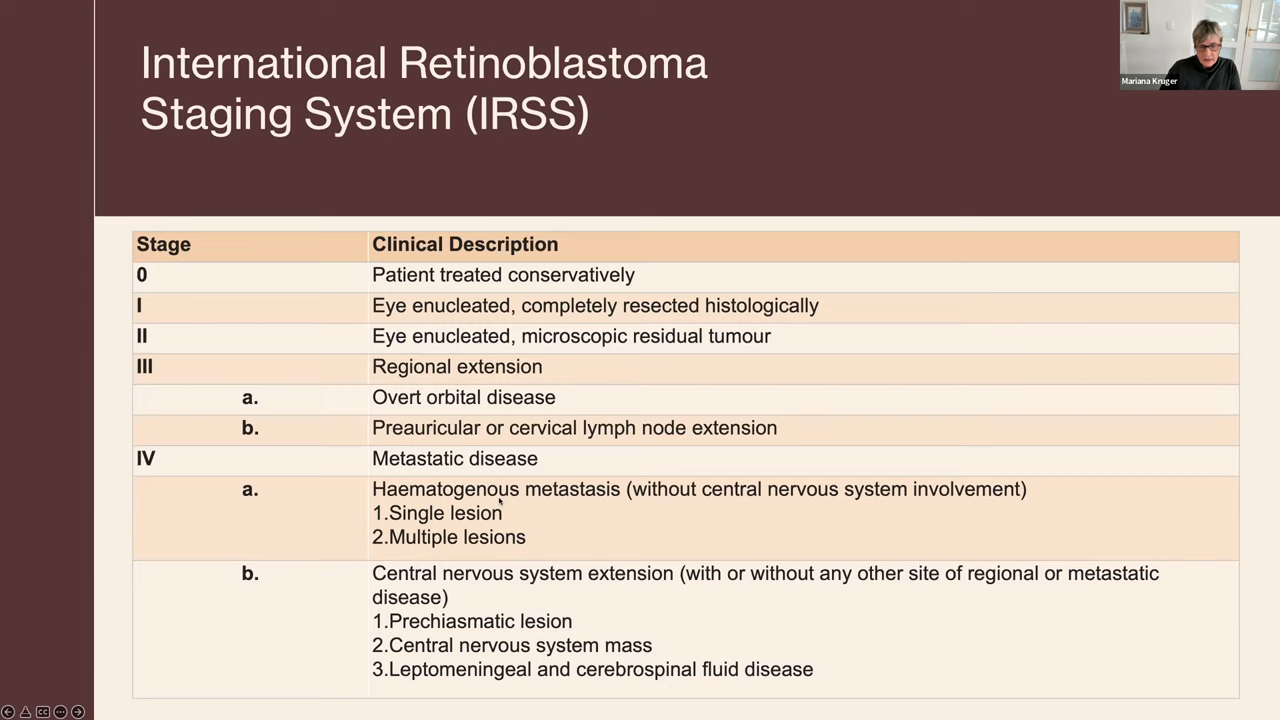 International Retinoblastoma
Staging System (IRSS)
Mariana Kruger
Stage Clinical Description
0 Patient treated conservatively
I Eye enucleated, completely resected histologically
II Eye enucleated, microscopic residual tumour
III Regional extension
a. Overt orbital disease
b. Preauricular or cervical lymph node extension
IV Metastatic disease
a. Haematogenous metastasis (without central nervous system involvement)
1.Single lesion
2.Multiple lesions
b. Central nervous system extension (with or without any other site of regional or metastatic
disease)
1.Prechiasmatic lesion
2.Central nervous system mass
3.Leptomeningeal and cerebrospinal fluid disease
CC